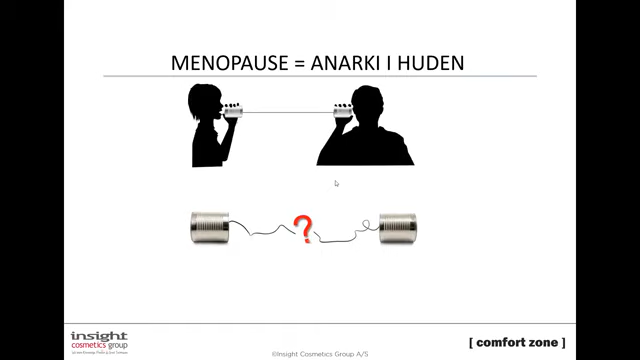 MENOPAUSE = ANARKI I HUDEN
?
insight
cosmetics group
[ comfort zone ]
©Insight Cosmetics Group A/S